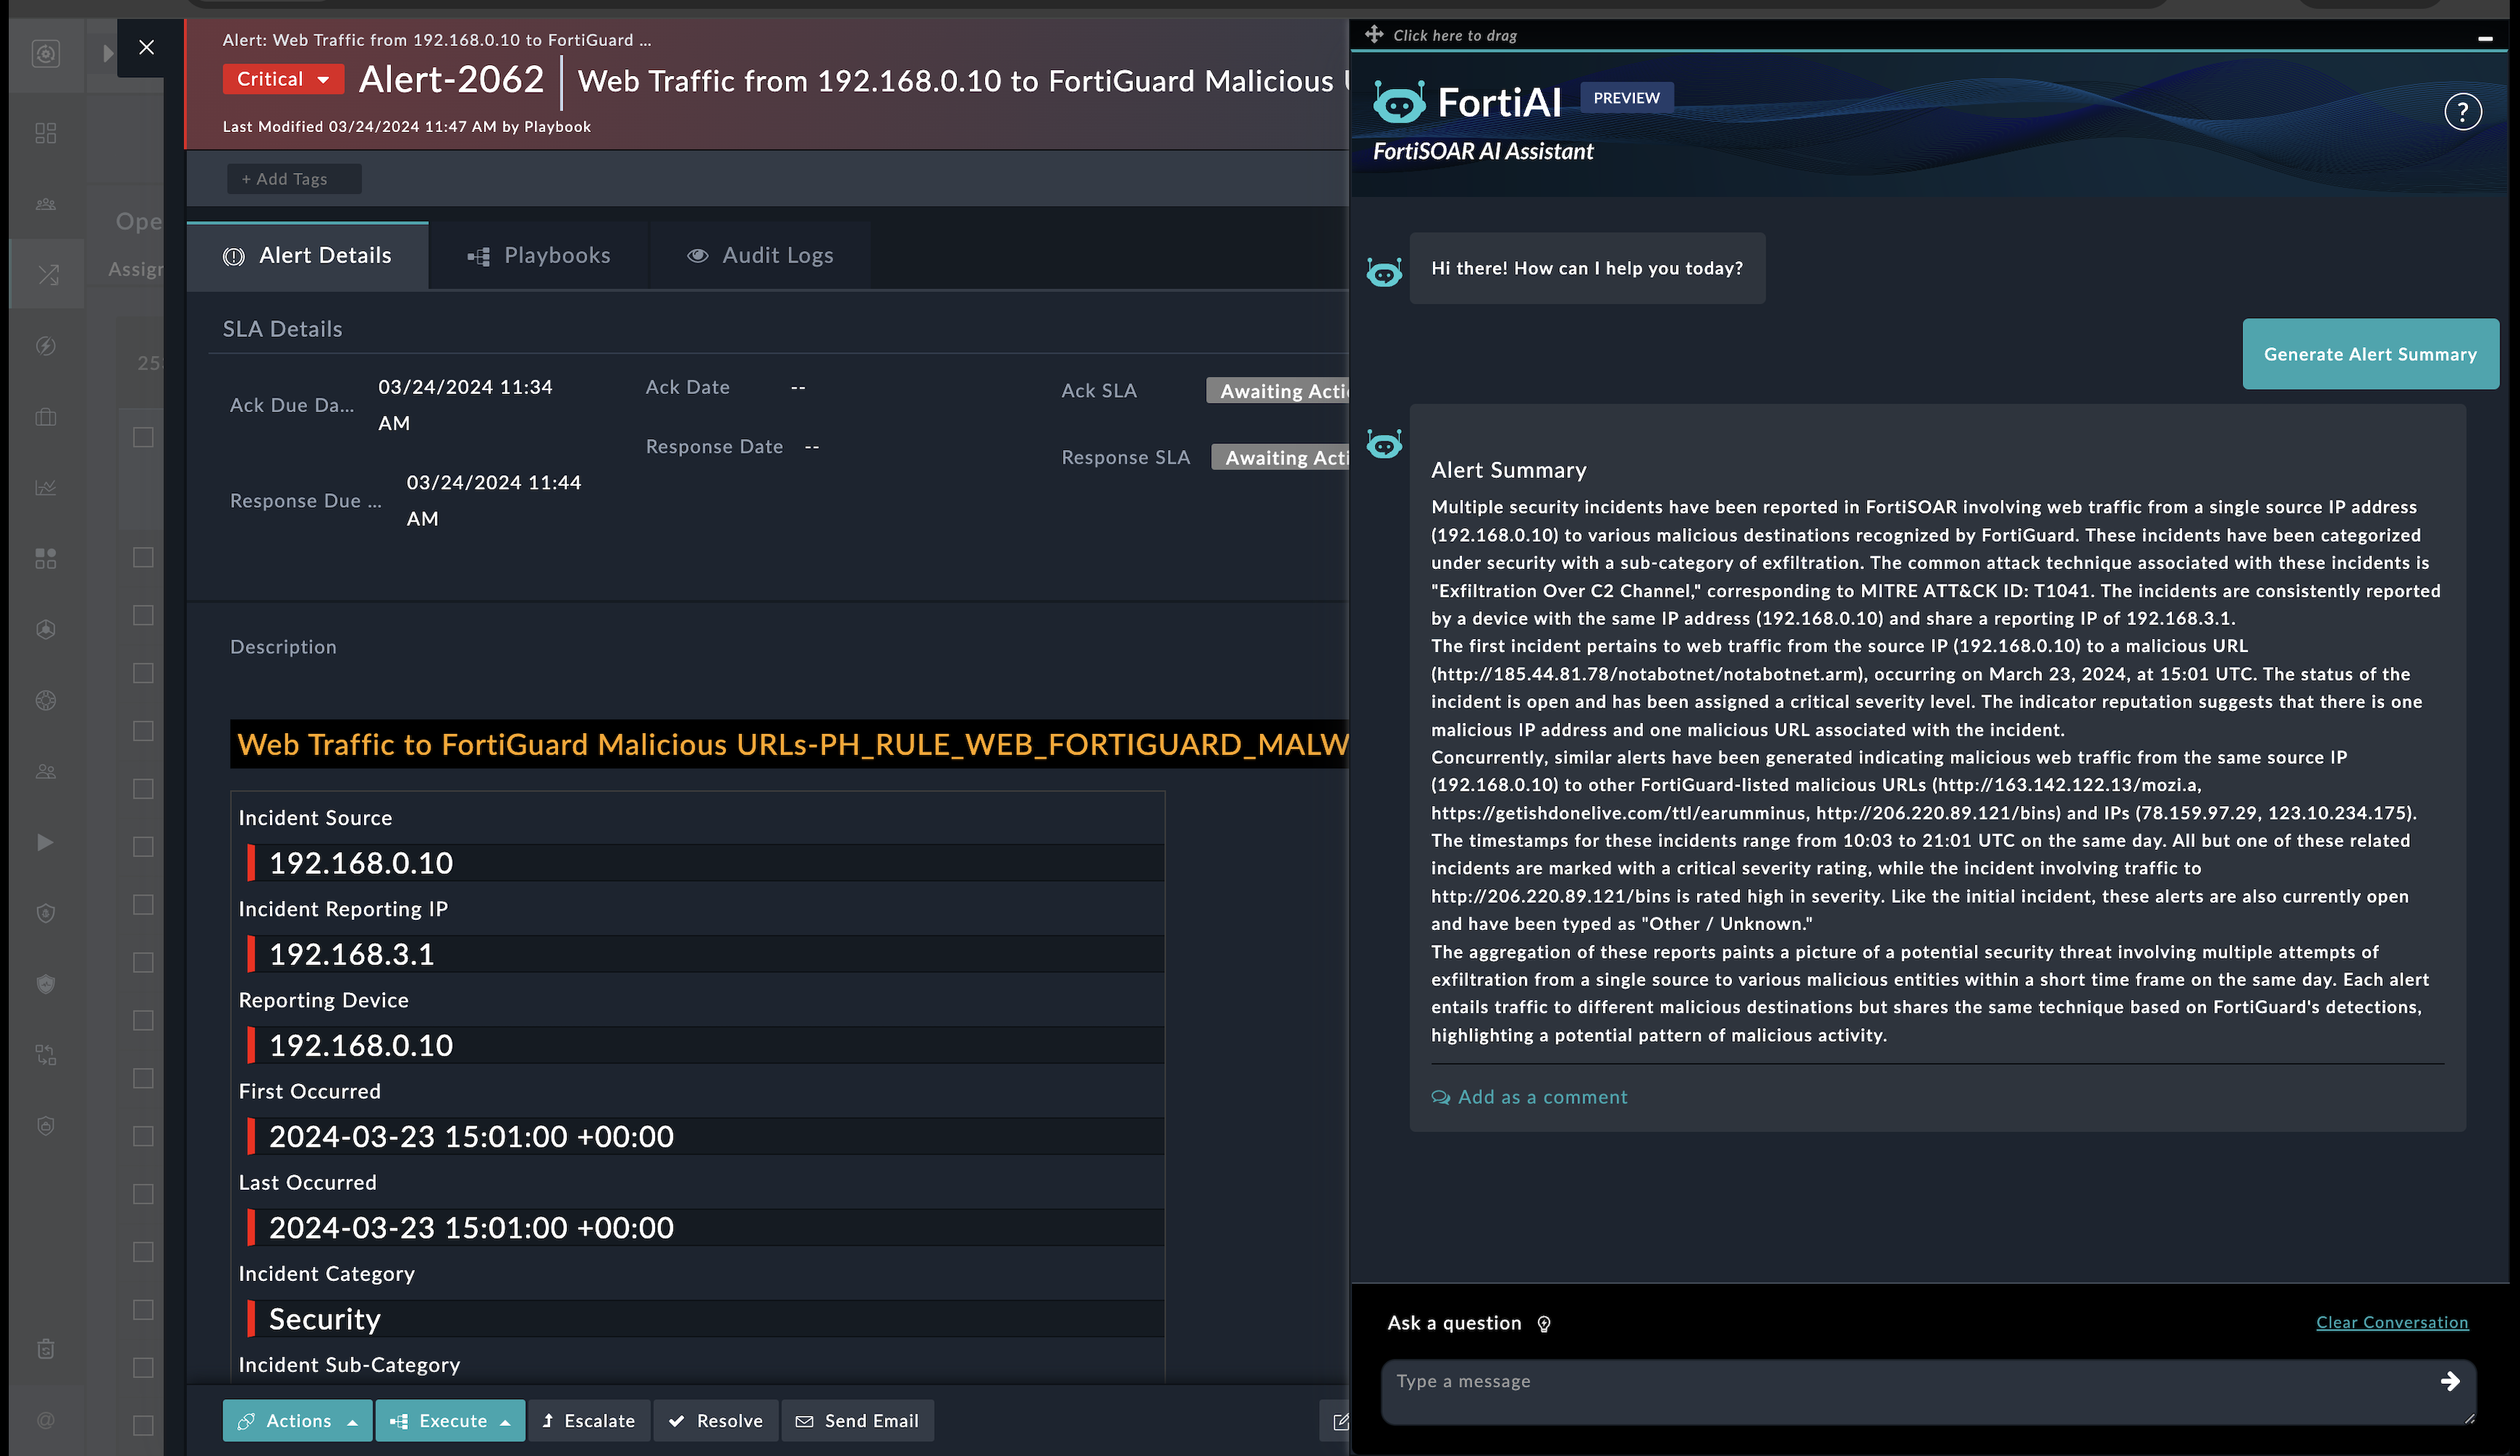 Alert: Web Traffic from 192.168.0.10 to FortiGuard ...
Critical
Alert-2062
Web Traffic from 192.168.0.10 to FortiGuard Malicious
Last Modified 03/24/2024 11:47 AM by Playbook
+ Add Tags
Ope
Assign
25
Alert Details
Playbooks
Audit Logs
SLA Details
Ack Due Da...
03/24/2024 11:34
AM
Ack Date
--
Ack SLA
Awaiting Acti
Response Date
--
Response SLA
Awaiting Acti
Response Due ...
03/24/2024 11:44
AM
Description
Web Traffic to FortiGuard Malicious URLs-PH_RULE_WEB_FORTIGUARD_MALW
Incident Source
192.168.0.10
Incident Reporting IP
192.168.3.1
Reporting Device
192.168.0.10
First Occurred
2024-03-23 15:01:00 +00:00
Last Occurred
2024-03-23 15:01:00 +00:00
Incident Category
Security
Incident Sub-Category
Actions
Execute
Escalate
Resolve
Send Email
Click here to drag
FortiAI
PREVIEW
?
FortiSOAR AI Assistant
Hi there! How can I help you today?
Generate Alert Summary
Alert Summary
Multiple security incidents have been reported in FortiSOAR involving web traffic from a single source IP address
(192.168.0.10) to various malicious destinations recognized by FortiGuard. These incidents have been categorized
under security with a sub-category of exfiltration. The common attack technique associated with these incidents is
"Exfiltration Over C2 Channel," corresponding to MITRE ATT&CK ID: T1041. The incidents are consistently reported
by a device with the same IP address (192.168.0.10) and share a reporting IP of 192.168.3.1.
The first incident pertains to web traffic from the source IP (192.168.0.10) to a malicious URL
(http://185.44.81.78/notabotnet/notabotnet.arm), occurring on March 23, 2024, at 15:01 UTC. The status of the
incident is open and has been assigned a critical severity level. The indicator reputation suggests that there is one
malicious IP address and one malicious URL associated with the incident.
Concurrently, similar alerts have been generated indicating malicious web traffic from the same source IP
(192.168.0.10) to other FortiGuard-listed malicious URLs (http://163.142.122.13/mozi.a,
https://getishdonelive.com/ttl/earumminus, http://206.220.89.121/bins) and IPs (78.159.97.29, 123.10.234.175).
The timestamps for these incidents range from 10:03 to 21:01 UTC on the same day. All but one of these related
incidents are marked with a critical severity rating, while the incident involving traffic to
http://206.220.89.121/bins is rated high in severity. Like the initial incident, these alerts are also currently open
and have been typed as "Other / Unknown."
The aggregation of these reports paints a picture of a potential security threat involving multiple attempts of
exfiltration from a single source to various malicious entities within a short time frame on the same day. Each alert
entails traffic to different malicious destinations but shares the same technique based on FortiGuard's detections,
highlighting a potential pattern of malicious activity.
Add as a comment
Ask a question
Clear Conversation
Type a message